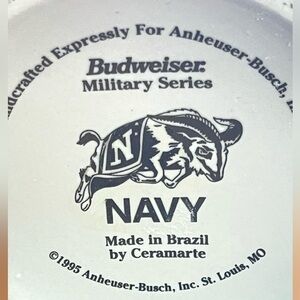 Expressly For Anheuser-Busch,
Budweiser®
Military Series
N
NAVY
Made in Brazil
by Ceramarte
©1995 Anheuser-Busch, Inc. St. Louis, MO